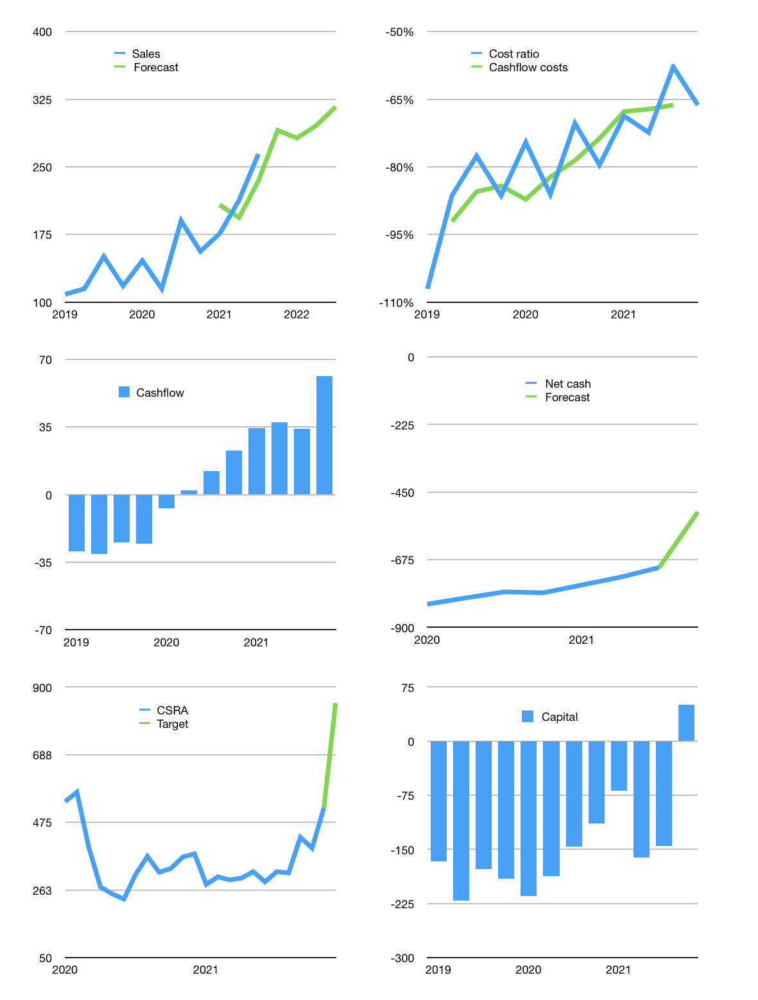 400
Sales
Forecast
325
250
175
100
2019 2020 2021 2022
-50%
Cost ratio
Cashflow costs
-65%
-80%
-95%
-110%
2019 2020 2021
70
Cashflow
35
0
-35
-70
2019 2020 2021
0
Net cash
Forecast
-225
-450
-675
-900
2020 2021
900
CSRA
Target
688
475
263
50
2020 2021
75
Capital
0
-75
-150
-225
-300
2019 2020 2021